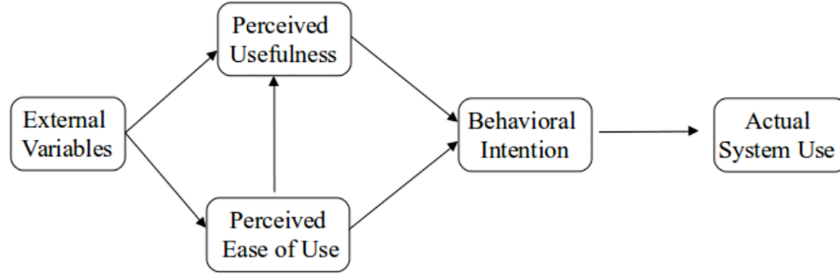 Perceived
Usefulness
External
Variables
Behavioral
Intention
Actual
System Use
Perceived
Ease of Use